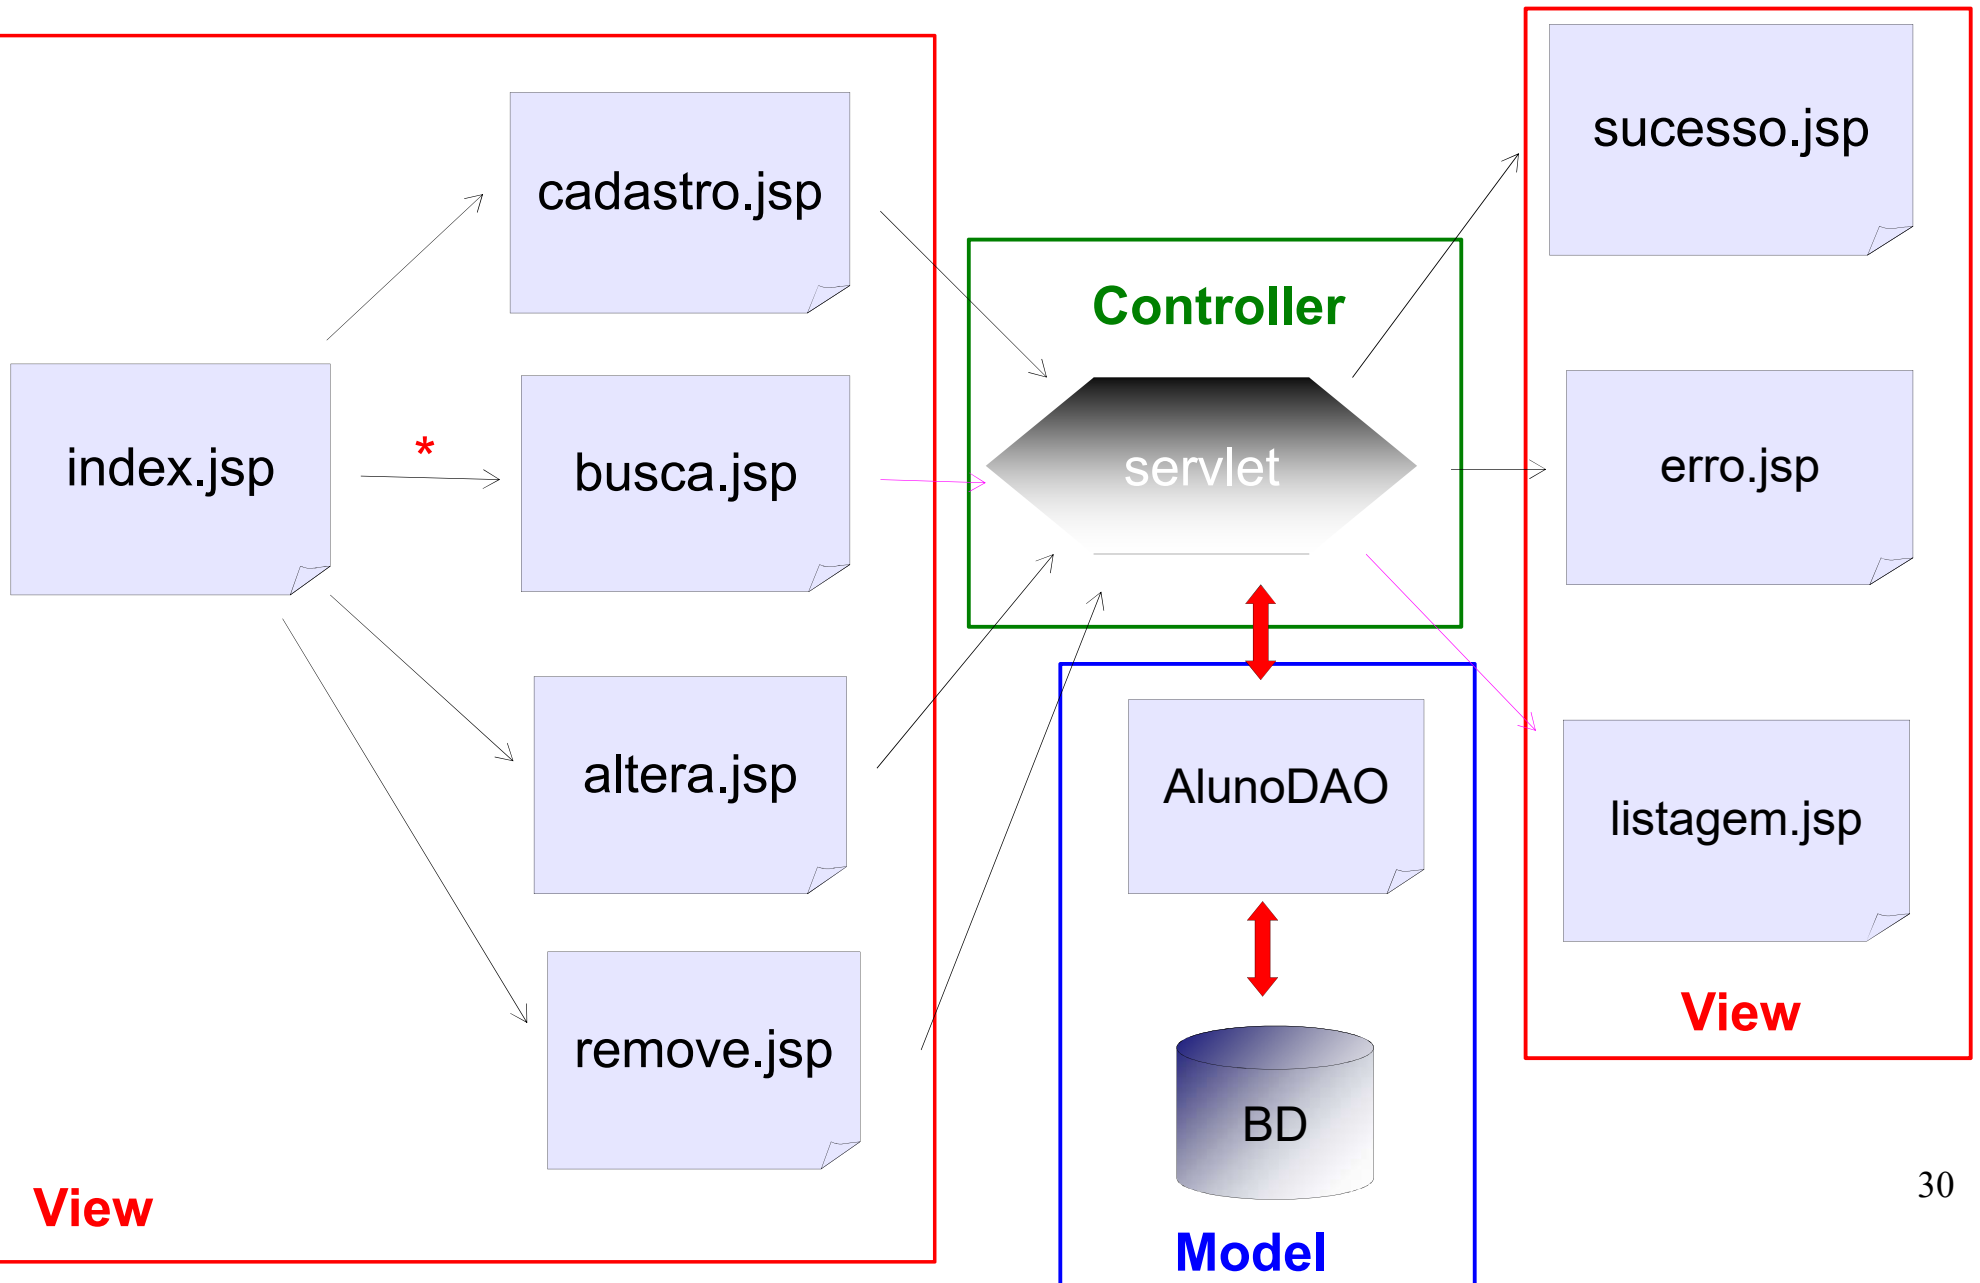 index.jsp
*
cadastro.jsp
busca.jsp
altera.jsp
remove.jsp
View
Controller
servlet
AlunoDAO
BD
Model
sucesso.jsp
erro.jsp
listagem.jsp
View
30